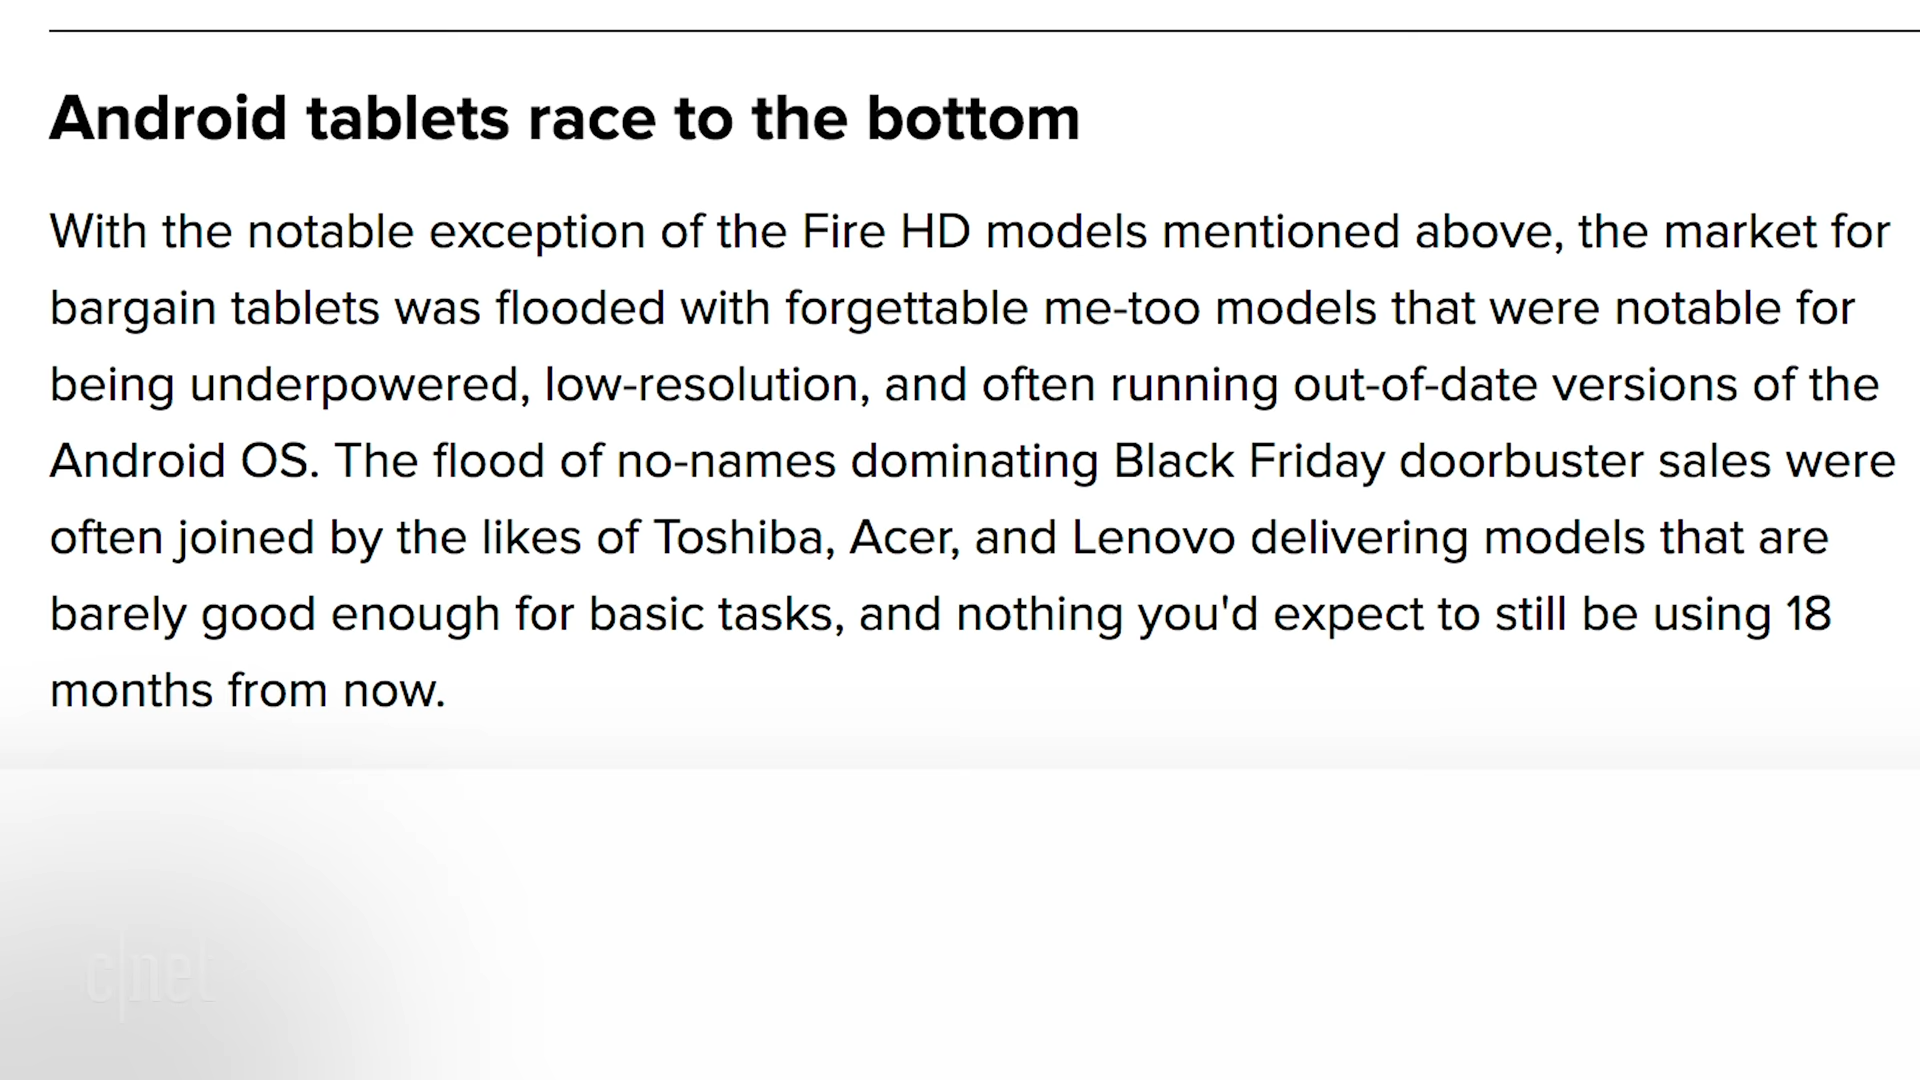 Android tablets race to the bottom
With the notable exception of the Fire HD models mentioned above, the market for
bargain tablets was flooded with forgettable me-too models that were notable for
being underpowered, low-resolution, and often running out-of-date versions of the
Android OS. The flood of no-names dominating Black Friday doorbuster sales were
often joined by the likes of Toshiba, Acer, and Lenovo delivering models that are
barely good enough for basic tasks, and nothing you'd expect to still be using 18
months from now.
c|net